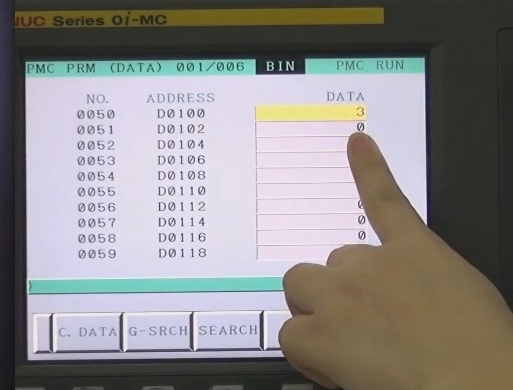 NUC Series 0i-MC
PMC PRM (DATA) 001/006 BIN PMC RUN
NO. ADDRESS DATA
0050 D0100 3
0051 D0102 0
0052 D0104
0053 D0106
0054 D0108
0055 D0110
0056 D0112 0
0057 D0114 0
0058 D0116 0
0059 D0118
)
C. DATA G-SRCH SEARCH